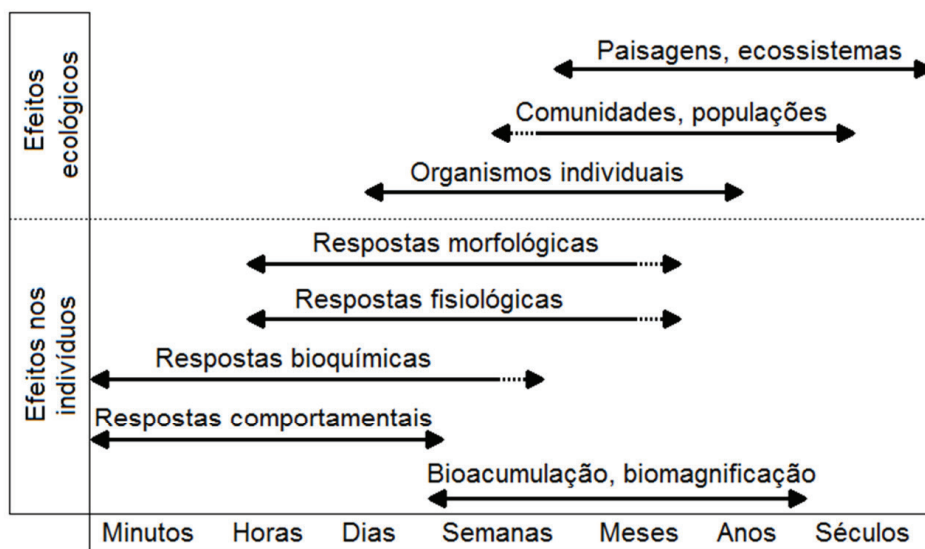 Efeitos
ecológicos
Paisagens, ecossistemas
Comunidades, populações
Organismos individuais
Efeitos nos
indivíduos
Respostas morfológicas
Respostas fisiológicas
Respostas bioquímicas
Respostas comportamentais
Bioacumulação, biomagnificação
Minutos Horas Dias Semanas Meses Anos Séculos